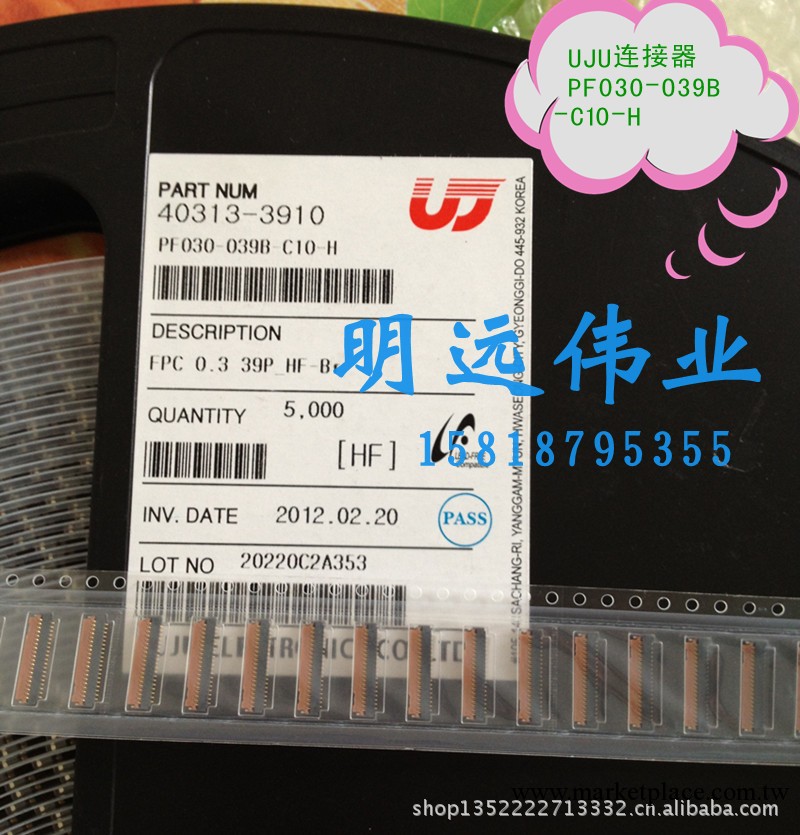 UJU连接器
PF030-039B
-C10-H
PART NUM
40313-3910
PF030-039B-C10-H
UJ
DESCRIPTION
FPC 0.3 39P_HF-B
明远伟业
QUANTITY 5,000
[HF]
15818795355
INV. DATE 2012.02.20
PASS
LOT NO 20220C2A353
UJU ELECTRONICS CO LTD
SACHANG-RI, YANGGAM-MYUN, HWASEONG-CITY, GYEONGGI-DO 445-932 KOREA
www.marketplace.com.tw
shop1352222713332.cn.alibaba.com